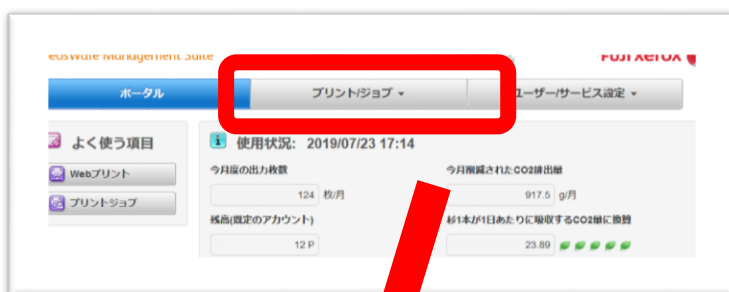 eosWare Management Suite
FUJI XEROX
ポータル
プリント/ジョブ ▾
ユーザー/サービス設定 ▾
よく使う項目
Webプリント
プリントジョブ
使用状況: 2019/07/23 17:14
今月度の出力枚数
124 枚/月
残高(既定のアカウント)
12 P
今月削減されたCO2排出量
917.5 g/月
杉1本が1日あたりに吸収するCO2量に換算
23.89